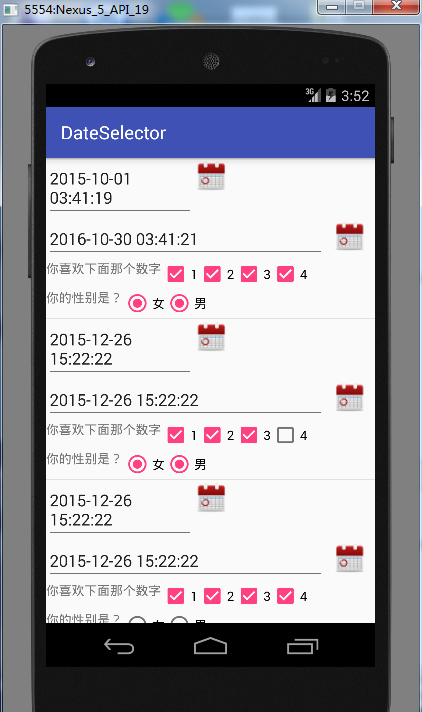 5554:Nexus_5_API_19
3G 3:52
DateSelector
2015-10-01
03:41:19
2016-10-30 03:41:21
你喜欢下面那个数字 1 2 3 4
你的性别是？ 女 男
2015-12-26
15:22:22
2015-12-26 15:22:22
你喜欢下面那个数字 1 2 3 4
你的性别是？ 女 男
2015-12-26
15:22:22
2015-12-26 15:22:22
你喜欢下面那个数字 1 2 3 4
你的性别是？ 女 男